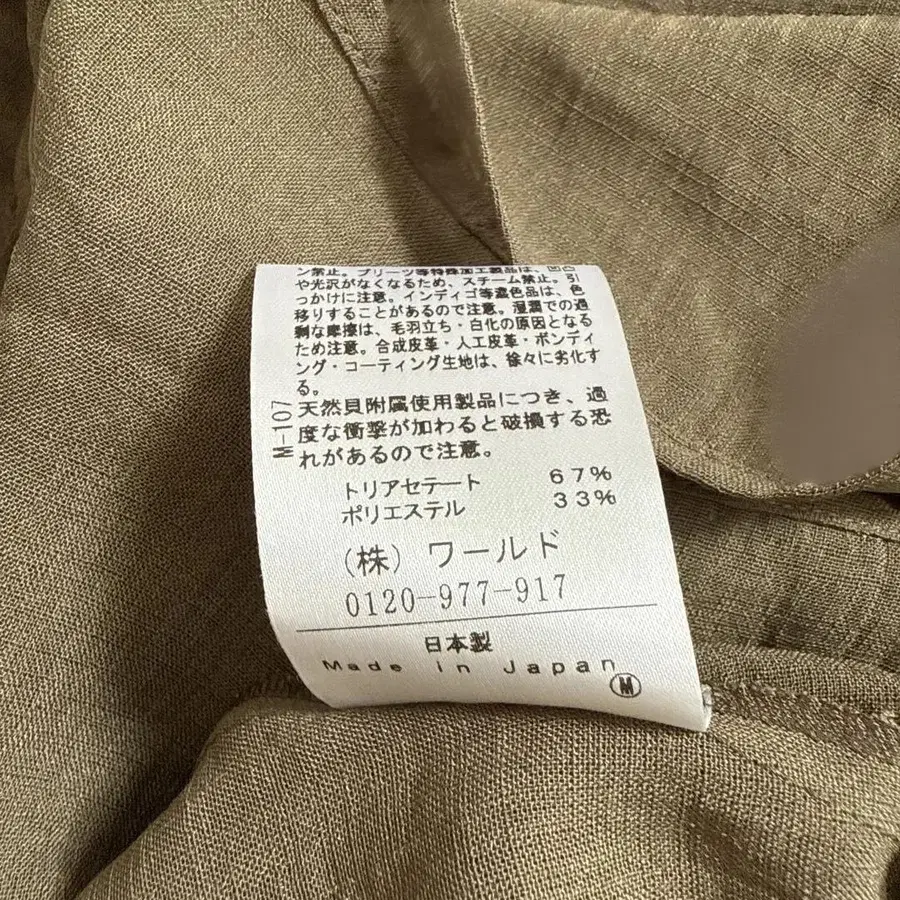 ン禁止。プリーツ等特殊加工製品は、凹凸
や光沢がなくなるため、スチーム禁止。引
っかけに注意。インディゴ等濃色品は、色
移りすることがあるので注意。湿潤での過
剰な摩擦は、毛羽立ち・白化の原因となる
ため注意。合成皮革・人工皮革・ボンディ
ング・コーティング生地は、徐々に劣化す
る。
天然貝附属使用製品につき、過
度な衝撃が加わると破損する恐
れがあるので注意。
M-107
トリアセテート 67%
ポリエステル 33%
(株) ワールド
0120-977-917
日本製
Made in Japan
M